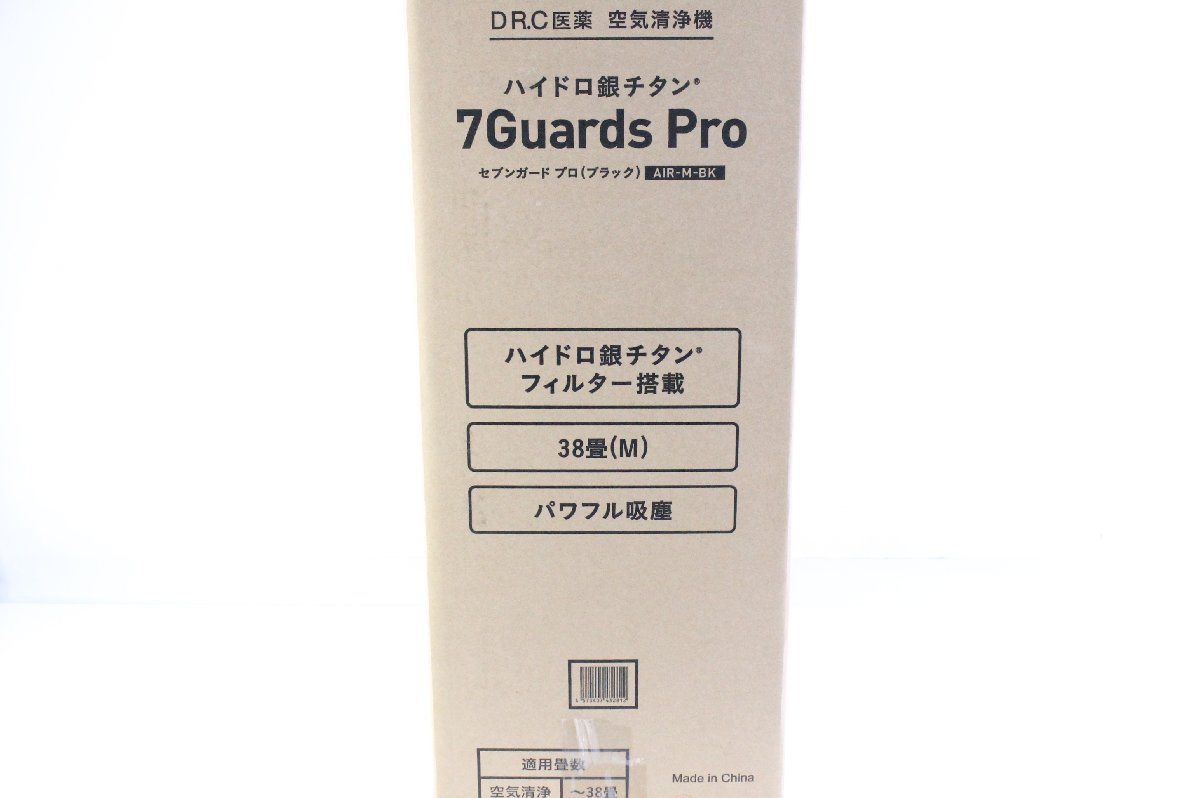 DR.C医薬 空気清浄機
ハイドロ銀チタン®
7Guards Pro
セブンガード プロ(ブラック) AIR-M-BK
ハイドロ銀チタン®
フィルター搭載
38畳(M)
パワフル吸塵
適用畳数
空気清浄 〜38畳
Made in China